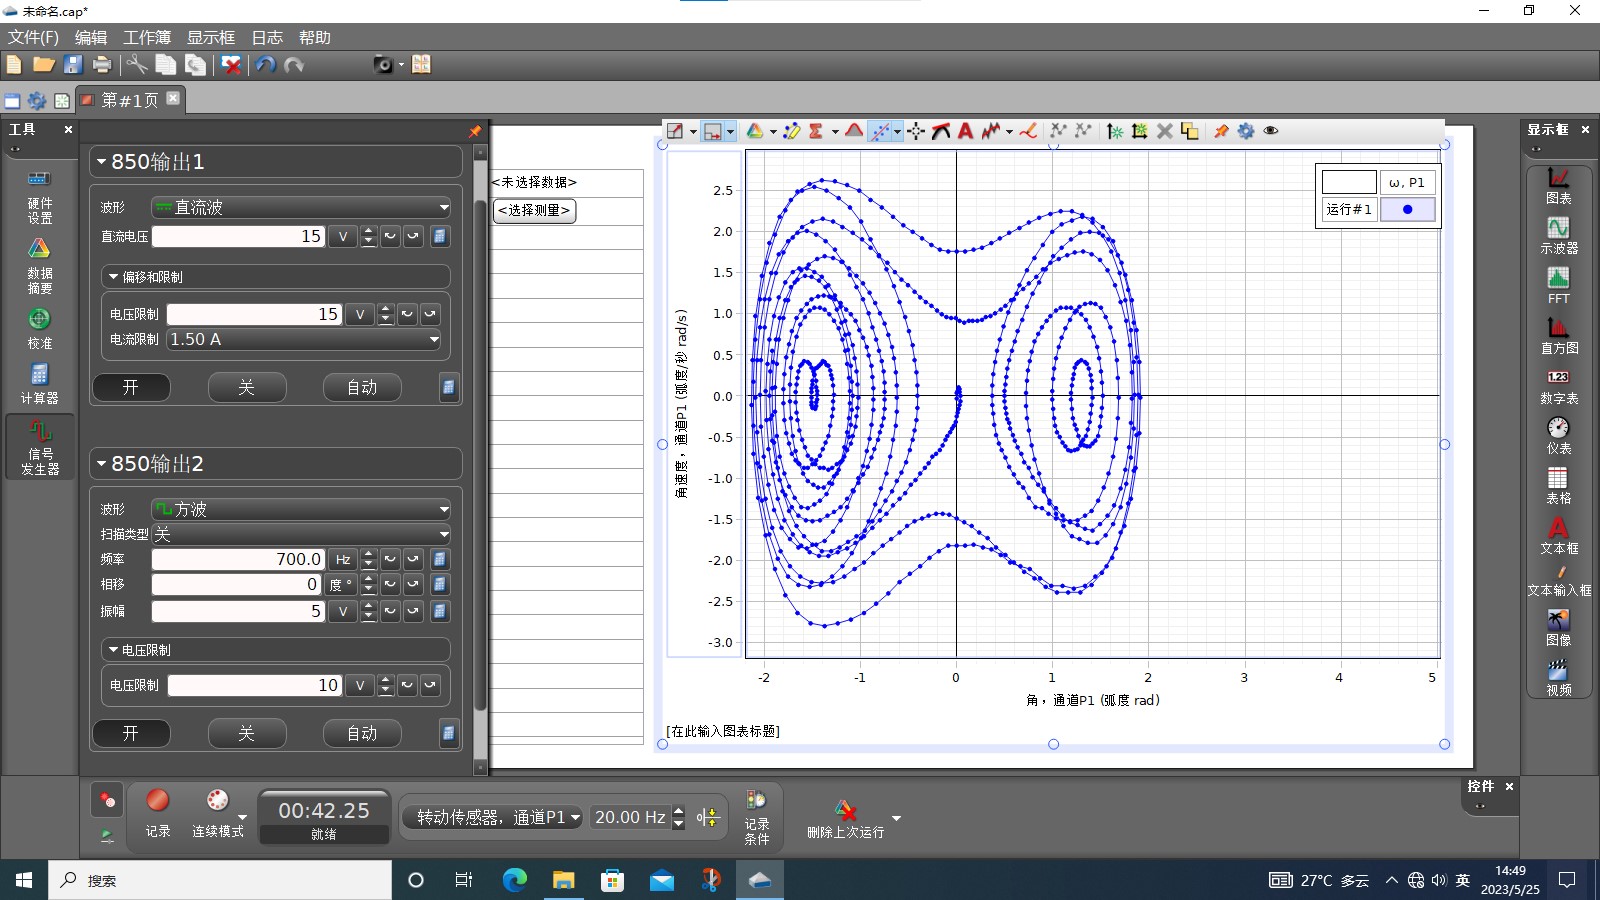 未命名.cap*
文件(F) 编辑 工作簿 显示框 日志 帮助
第#1页
工具
硬件
设置
数据
摘要
校准
计算器
信号
发生器
850输出1
波形 直流波
直流电压 15 V
偏移和限制
电压限制 15 V
电流限制 1.50 A
开 关 自动
850输出2
波形 方波
扫描类型 关
频率 700.0 Hz
相移 0 度 °
振幅 5 V
电压限制
电压限制 10 V
开 关 自动
<未选择数据>
<选择测量>
ω, P1
运行#1
角速度，通道P1 (弧度/秒 rad/s)
2.5
2.0
1.5
1.0
0.5
0.0
-0.5
-1.0
-1.5
-2.0
-2.5
-3.0
-2 -1 0 1 2 3 4 5
角，通道P1 (弧度 rad)
[在此输入图表标题]
显示框
图表
示波器
FFT
直方图
1.23
数字表
仪表
表格
A
文本框
文本输入框
图像
视频
控件
记录
连续模式
00:42.25
就绪
转动传感器，通道P1
20.00 Hz
记录
条件
删除上次运行
搜索
27°C 多云
英
14:49
2023/5/25